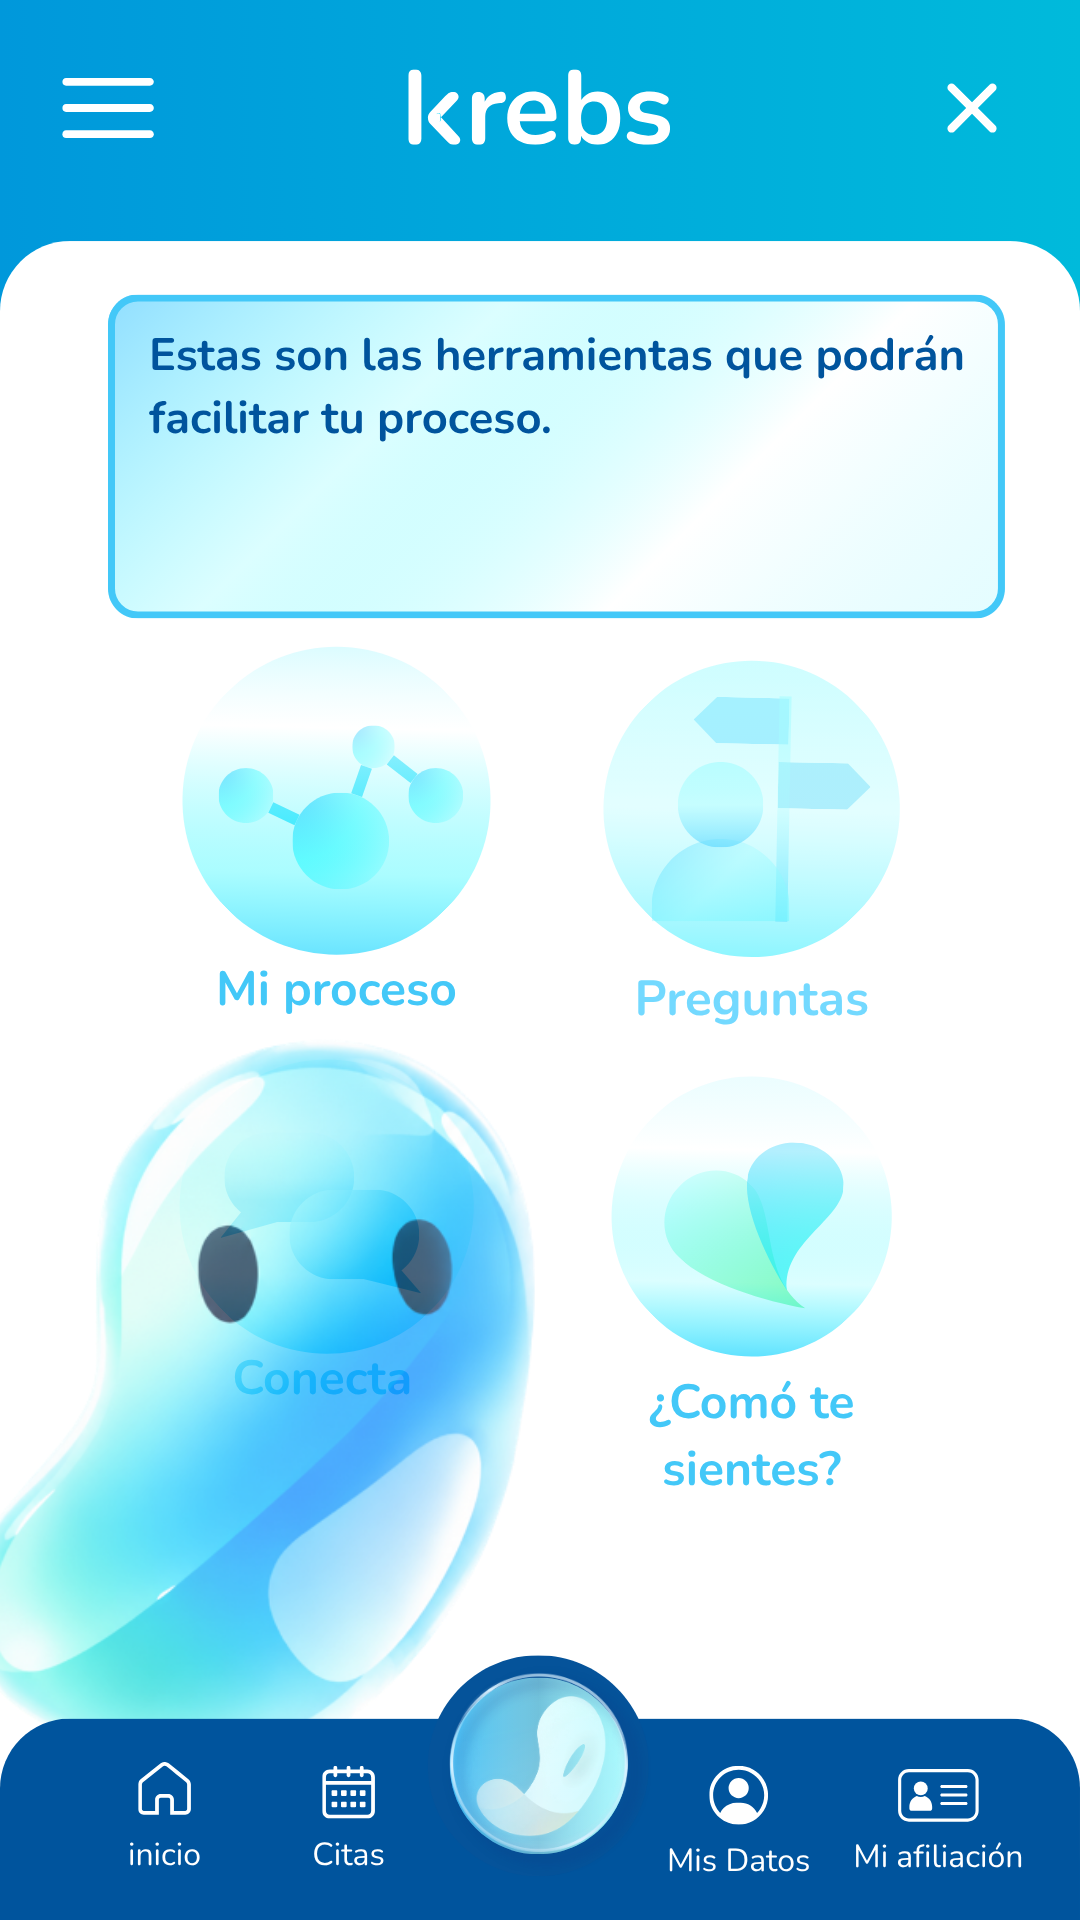 krebs
Estas son las herramientas que podrán
facilitar tu proceso.
Mi proceso
Preguntas
Conecta
¿Comó te
sientes?
inicio
Citas
Mis Datos
Mi afiliación